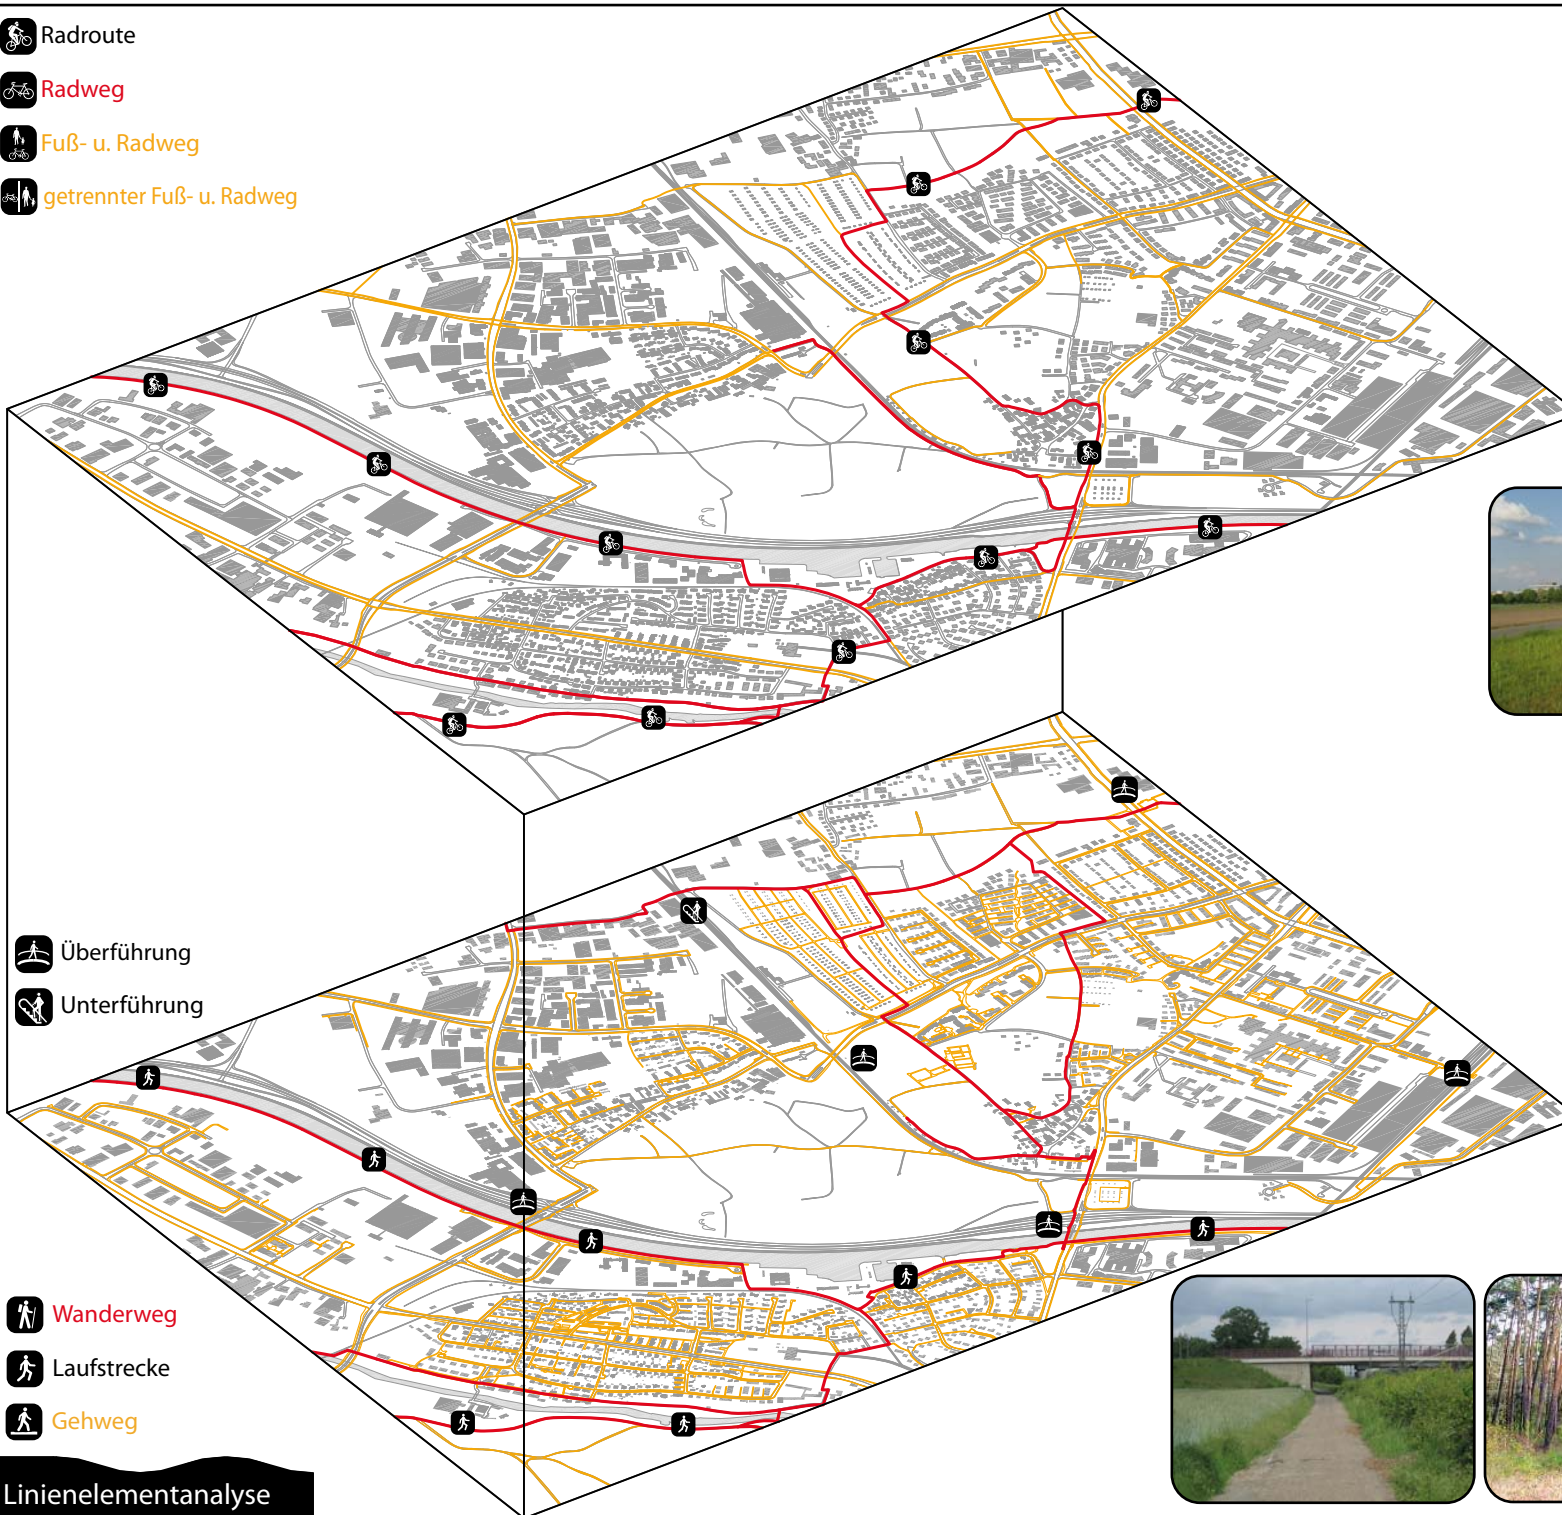 Radroute
Radweg
Fuß- u. Radweg
getrennter Fuß- u. Radweg
Überführung
Unterführung
Wanderweg
Laufstrecke
Gehweg
Linienelementanalyse